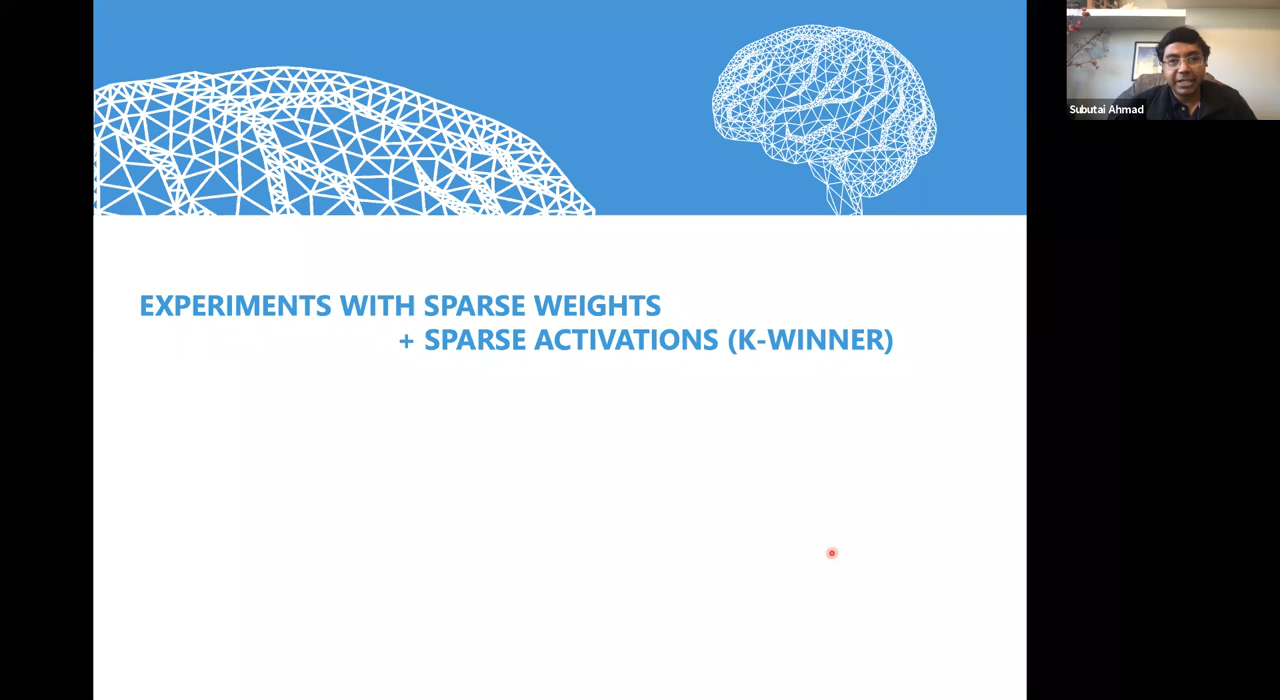 Subutai Ahmad
EXPERIMENTS WITH SPARSE WEIGHTS
+ SPARSE ACTIVATIONS (K-WINNER)